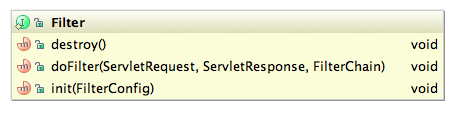 Filter
destroy() void
doFilter(ServletRequest, ServletResponse, FilterChain) void
init(FilterConfig) void